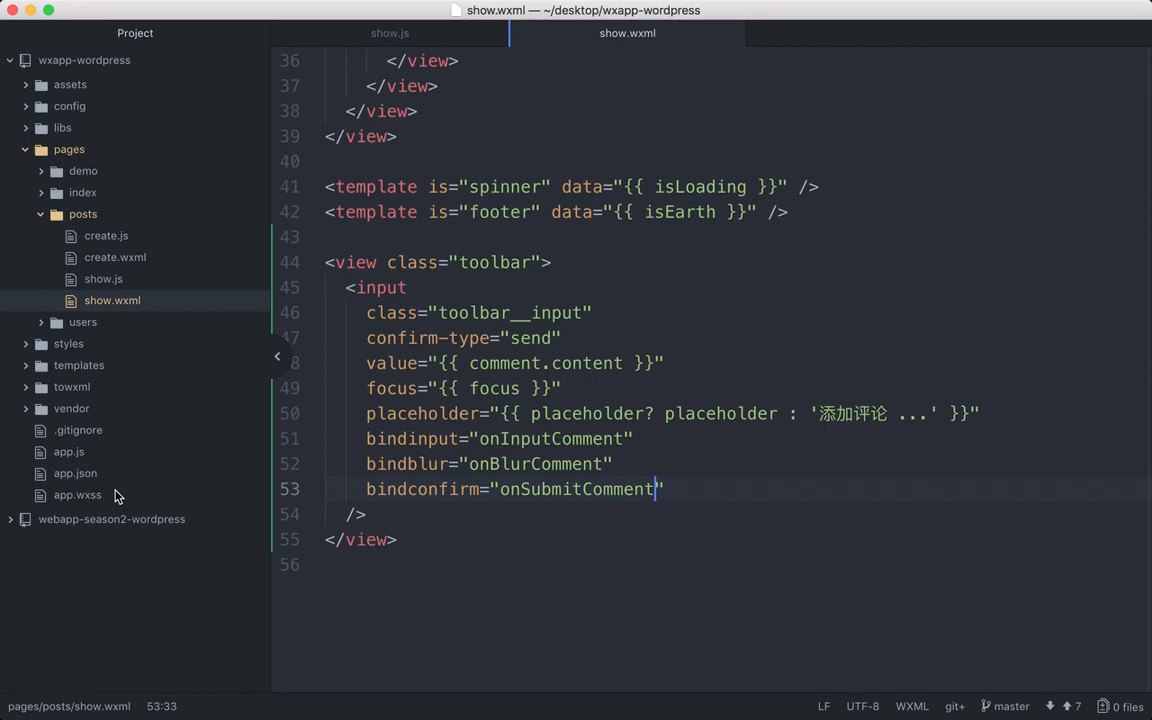 show.wxml — ~/desktop/wxapp-wordpress
Project
show.js
show.wxml
wxapp-wordpress
assets
config
libs
pages
demo
index
posts
create.js
create.wxml
show.js
show.wxml
users
styles
templates
towxml
vendor
.gitignore
app.js
app.json
app.wxss
webapp-season2-wordpress
36 </view>
37 </view>
38 </view>
39 </view>
40
41 <template is="spinner" data="{{ isLoading }}" />
42 <template is="footer" data="{{ isEarth }}" />
43
44 <view class="toolbar">
45 <input
46 class="toolbar__input"
47 confirm-type="send"
8 value="{{ comment.content }}"
49 focus="{{ focus }}"
50 placeholder="{{ placeholder? placeholder : '添加评论 ...' }}"
51 bindinput="onInputComment"
52 bindblur="onBlurComment"
53 bindconfirm="onSubmitComment"
54 />
55 </view>
56
pages/posts/show.wxml 53:33 LF UTF-8 WXML git+ master 7 0 files